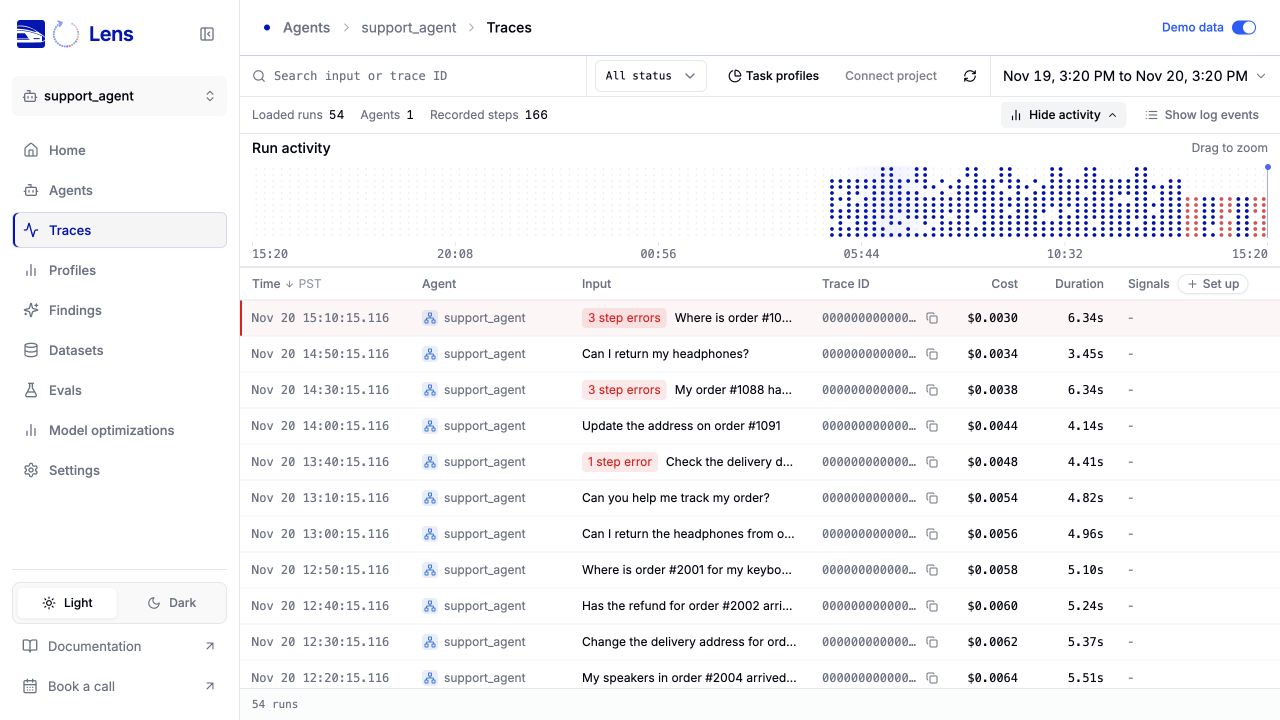 Lens
Agents > support_agent > Traces
Demo data
support_agent
Search input or trace ID
All status
Task profiles
Connect project
Nov 19, 3:20 PM to Nov 20, 3:20 PM
Loaded runs 54 Agents 1 Recorded steps 166
Hide activity
Show log events
Home
Agents
Traces
Profiles
Findings
Datasets
Evals
Model optimizations
Settings
Light
Dark
Documentation
Book a call
Run activity
Drag to zoom
15:20 20:08 00:56 05:44 10:32 15:20
Time ↓ PST Agent Input Trace ID Cost Duration Signals + Set up
Nov 20 15:10:15.116 support_agent 3 step errors Where is order #10... 000000000000… $0.0030 6.34s -
Nov 20 14:50:15.116 support_agent Can I return my headphones? 000000000000… $0.0034 3.45s -
Nov 20 14:30:15.116 support_agent 3 step errors My order #1088 ha... 000000000000… $0.0038 6.34s -
Nov 20 14:00:15.116 support_agent Update the address on order #1091 000000000000… $0.0044 4.14s -
Nov 20 13:40:15.116 support_agent 1 step error Check the delivery d... 000000000000… $0.0048 4.41s -
Nov 20 13:10:15.116 support_agent Can you help me track my order? 000000000000… $0.0054 4.82s -
Nov 20 13:00:15.116 support_agent Can I return the headphones from o... 000000000000… $0.0056 4.96s -
Nov 20 12:50:15.116 support_agent Where is order #2001 for my keybo... 000000000000… $0.0058 5.10s -
Nov 20 12:40:15.116 support_agent Has the refund for order #2002 arri... 000000000000… $0.0060 5.24s -
Nov 20 12:30:15.116 support_agent Change the delivery address for ord... 000000000000… $0.0062 5.37s -
Nov 20 12:20:15.116 support_agent My speakers in order #2004 arrived... 000000000000… $0.0064 5.51s -
54 runs